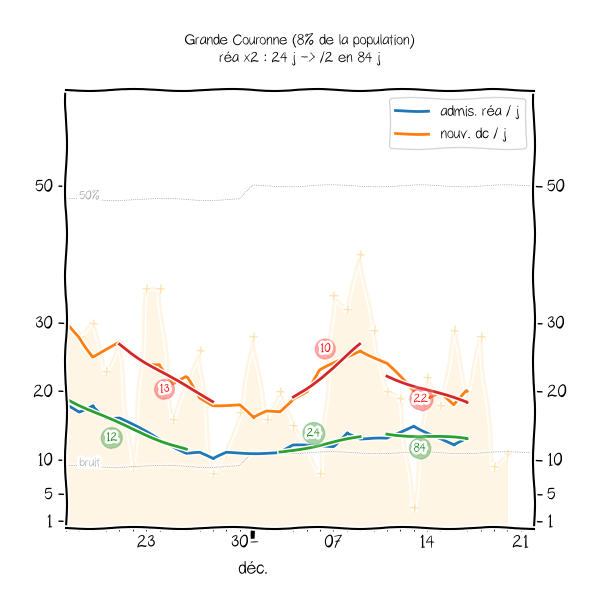 Grande Couronne (8% de la population)
réa x2 : 24 j -> /2 en 84 j
admis. réa / j
nouv. dc / j
50 50
50%
30 30
10
20 20
13
22
24
12
84
bruit
10 10
5 5
1 1
23 30 07 14 21
déc.